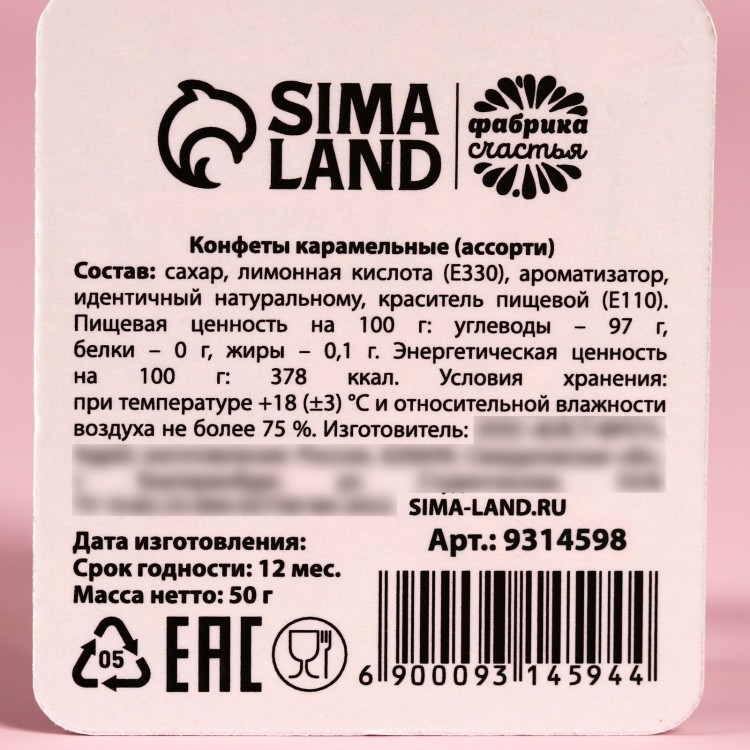 SIMA
LAND
фабрика
счастья
Конфеты карамельные (ассорти)
Состав: сахар, лимонная кислота (Е330), ароматизатор,
идентичный натуральному, краситель пищевой (Е110).
Пищевая ценность на 100 г: углеводы – 97 г,
белки – 0 г, жиры – 0,1 г. Энергетическая ценность
на 100 г: 378 ккал. Условия хранения:
при температуре +18 (±3) °С и относительной влажности
воздуха не более 75 %. Изготовитель:
SIMA-LAND.RU
Дата изготовления:
Арт.: 9314598
Срок годности: 12 мес.
Масса нетто: 50 г
05
EAC
6 900093 145944